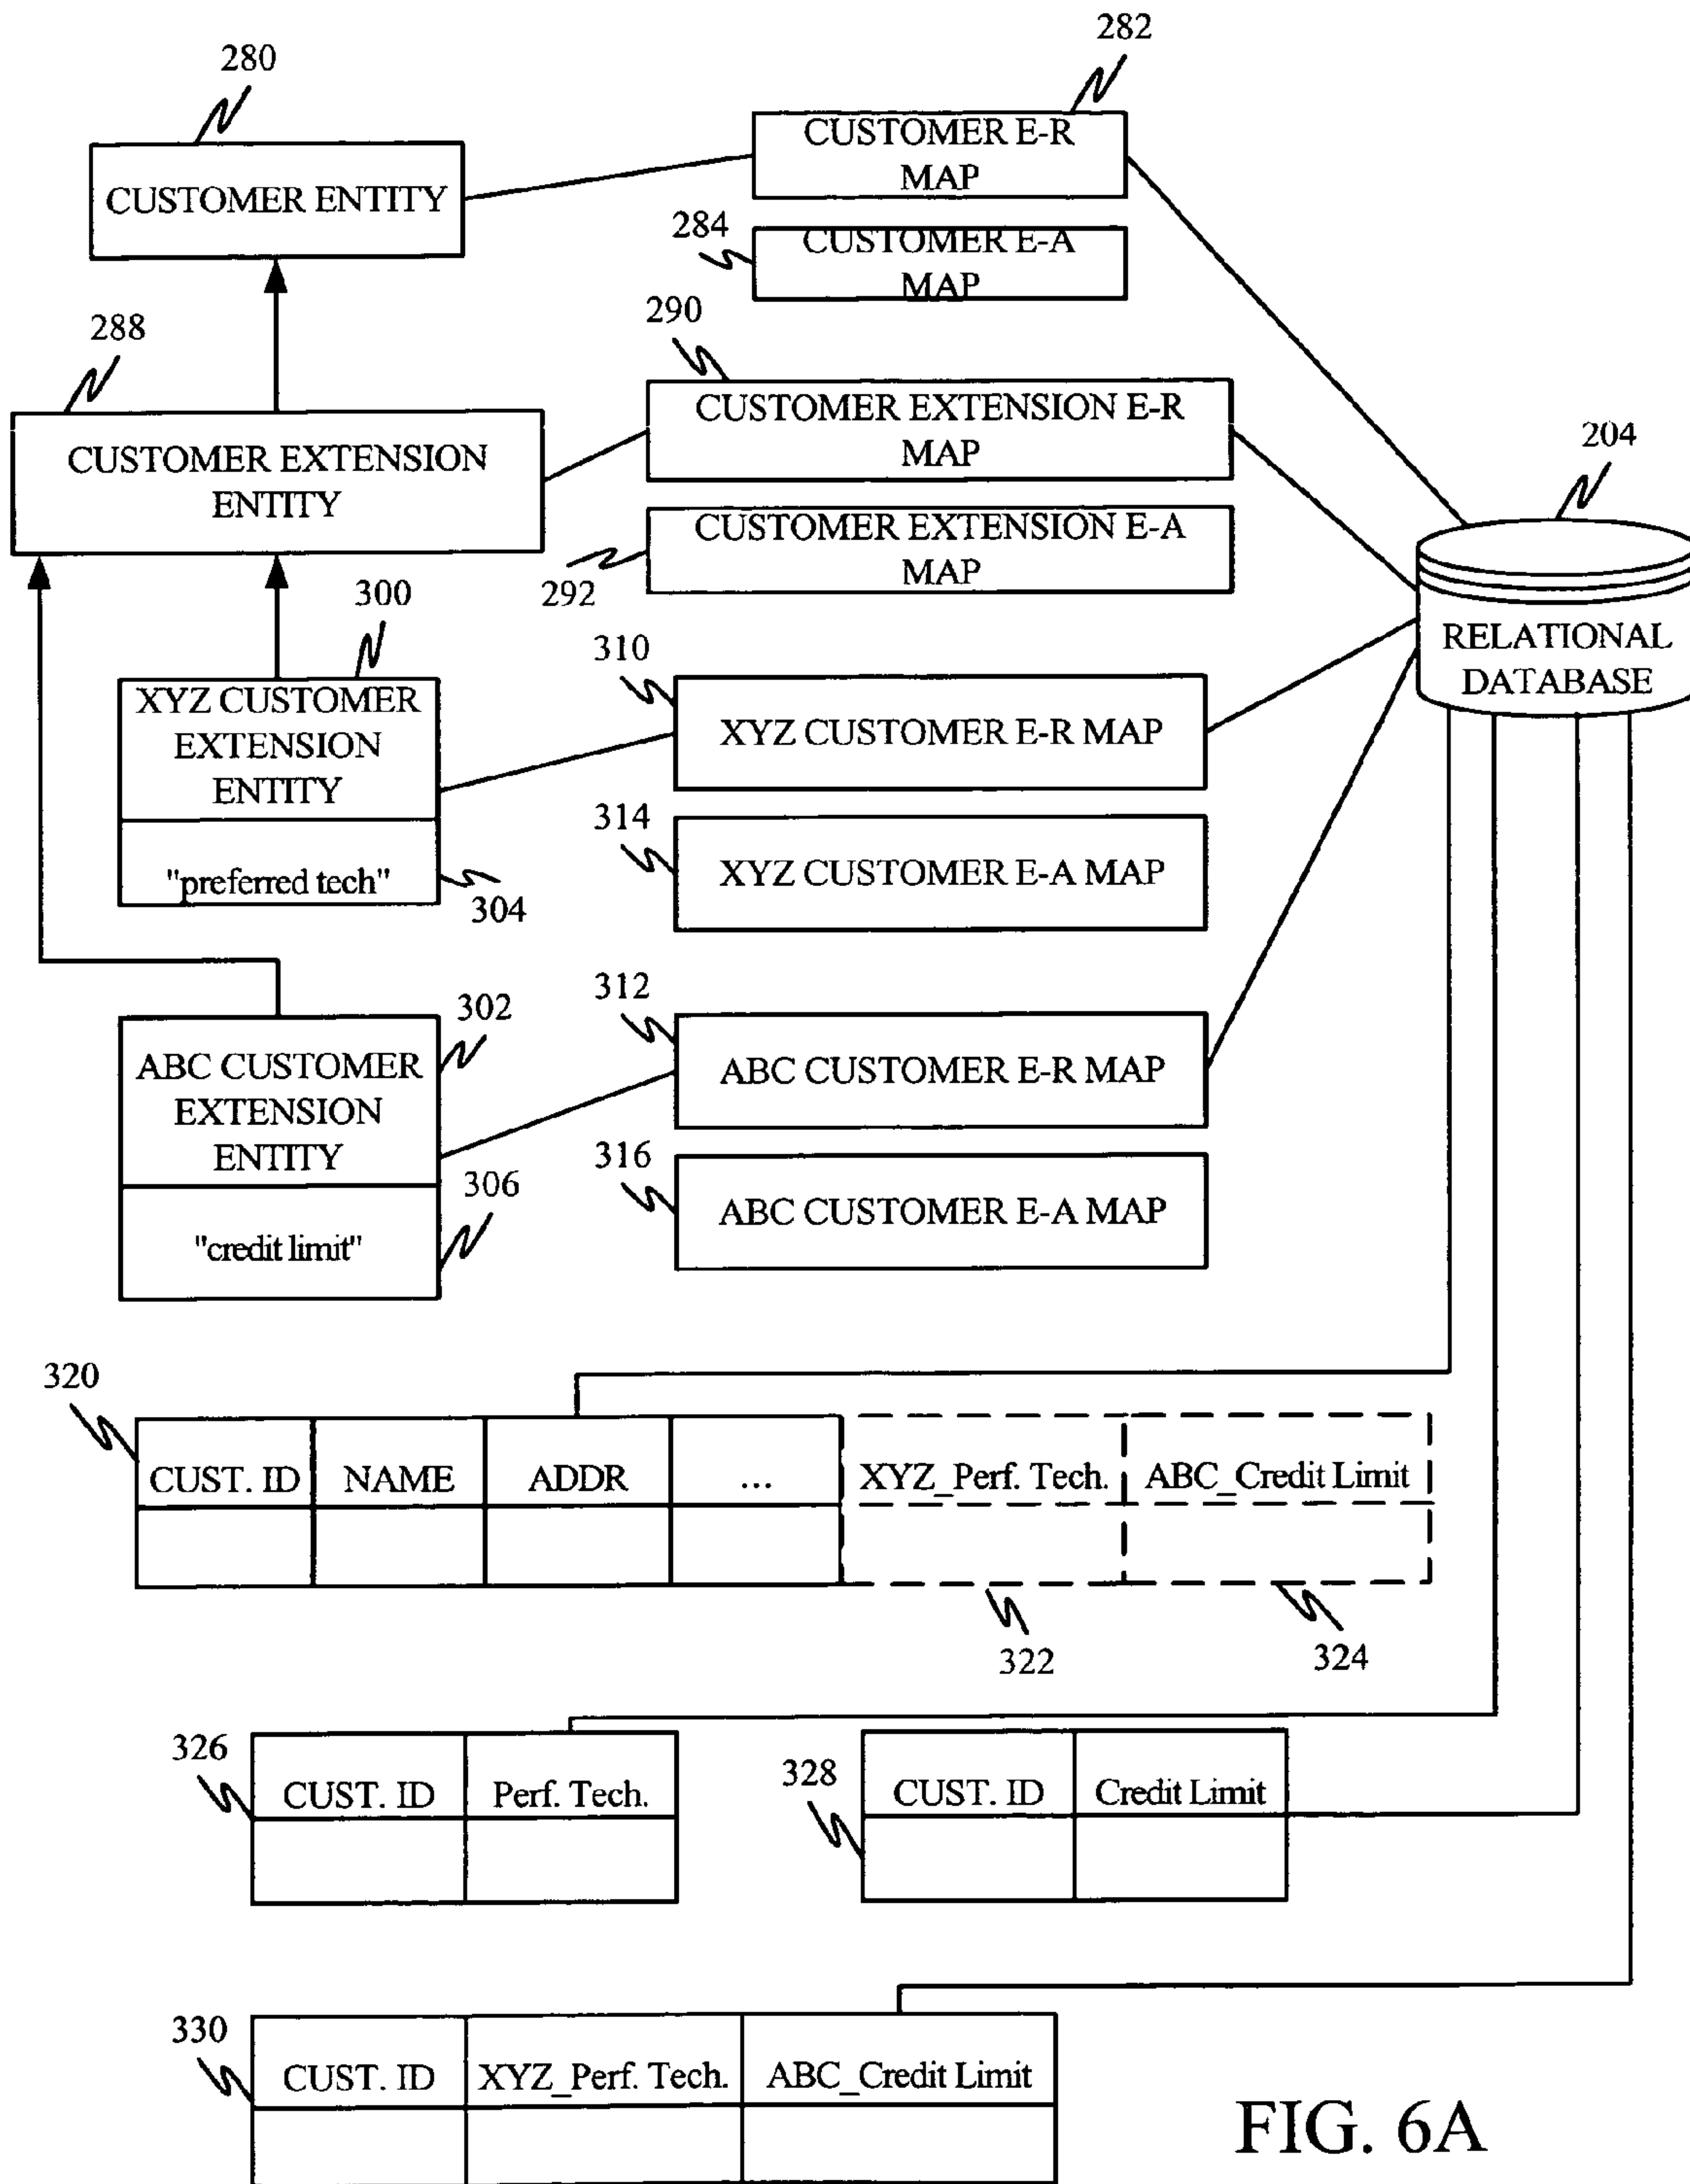 280
282
CUSTOMER ENTITY
CUSTOMER E-R
MAP
284
CUSTOMER E-A
MAP
288
290
CUSTOMER EXTENSION
ENTITY
CUSTOMER EXTENSION E-R
MAP
204
292
CUSTOMER EXTENSION E-A
MAP
RELATIONAL
DATABASE
300
XYZ CUSTOMER
EXTENSION
ENTITY
"preferred tech"
304
310
XYZ CUSTOMER E-R MAP
314
XYZ CUSTOMER E-A MAP
302
ABC CUSTOMER
EXTENSION
ENTITY
306
"credit limit"
312
ABC CUSTOMER E-R MAP
316
ABC CUSTOMER E-A MAP
320
CUST. ID NAME ADDR ... XYZ_Perf. Tech. ABC_Credit Limit
322
324
326
CUST. ID Perf. Tech.
328
CUST. ID Credit Limit
330
CUST. ID XYZ_Perf. Tech. ABC_Credit Limit
FIG. 6A